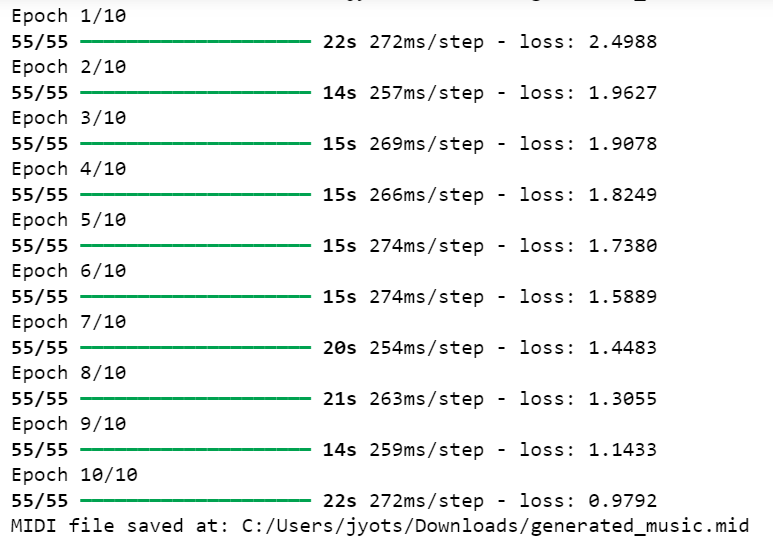 Epoch 1/10
55/55 ━━━━━━━━━━━━━━━━━━━━ 22s 272ms/step - loss: 2.4988
Epoch 2/10
55/55 ━━━━━━━━━━━━━━━━━━━━ 14s 257ms/step - loss: 1.9627
Epoch 3/10
55/55 ━━━━━━━━━━━━━━━━━━━━ 15s 269ms/step - loss: 1.9078
Epoch 4/10
55/55 ━━━━━━━━━━━━━━━━━━━━ 15s 266ms/step - loss: 1.8249
Epoch 5/10
55/55 ━━━━━━━━━━━━━━━━━━━━ 15s 274ms/step - loss: 1.7380
Epoch 6/10
55/55 ━━━━━━━━━━━━━━━━━━━━ 15s 274ms/step - loss: 1.5889
Epoch 7/10
55/55 ━━━━━━━━━━━━━━━━━━━━ 20s 254ms/step - loss: 1.4483
Epoch 8/10
55/55 ━━━━━━━━━━━━━━━━━━━━ 21s 263ms/step - loss: 1.3055
Epoch 9/10
55/55 ━━━━━━━━━━━━━━━━━━━━ 14s 259ms/step - loss: 1.1433
Epoch 10/10
55/55 ━━━━━━━━━━━━━━━━━━━━ 22s 272ms/step - loss: 0.9792
MIDI file saved at: C:/Users/jyots/Downloads/generated_music.mid